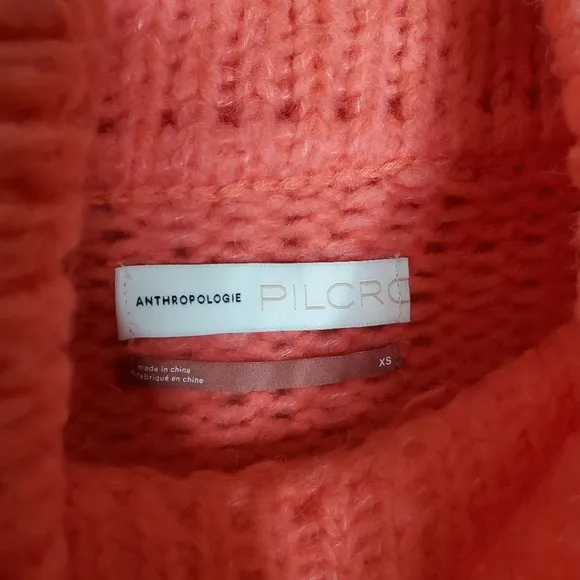 ANTHROPOLOGIE PILCRO
made in china
fabriqué en chine
XS